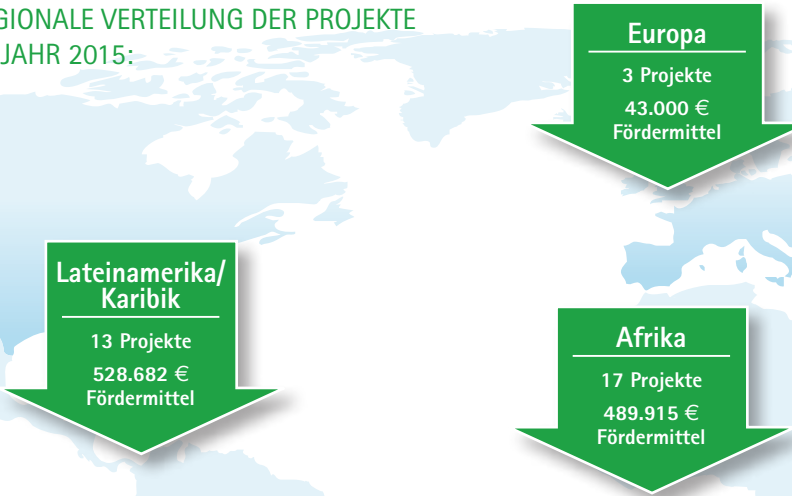 GIONALE VERTEILUNG DER PROJEKTE
JAHR 2015:
Europa
3 Projekte
43.000 €
Fördermittel
Lateinamerika/
Karibik
13 Projekte
528.682 €
Fördermittel
Afrika
17 Projekte
489.915 €
Fördermittel